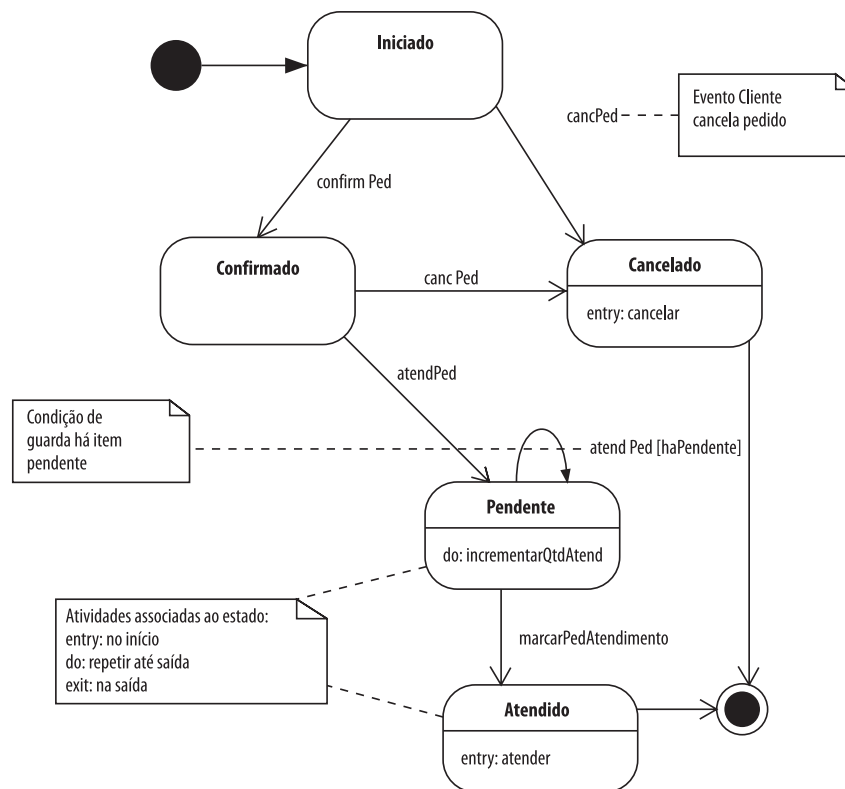 Iniciado
Evento Cliente
cancela pedido
cancPed
confirm Ped
Confirmado
Cancelado
canc Ped
entry: cancelar
atendPed
Condição de
guarda há item
pendente
atend Ped [haPendente]
Pendente
do: incrementarQtdAtend
Atividades associadas ao estado:
entry: no início
do: repetir até saída
exit: na saída
marcarPedAtendimento
Atendido
entry: atender